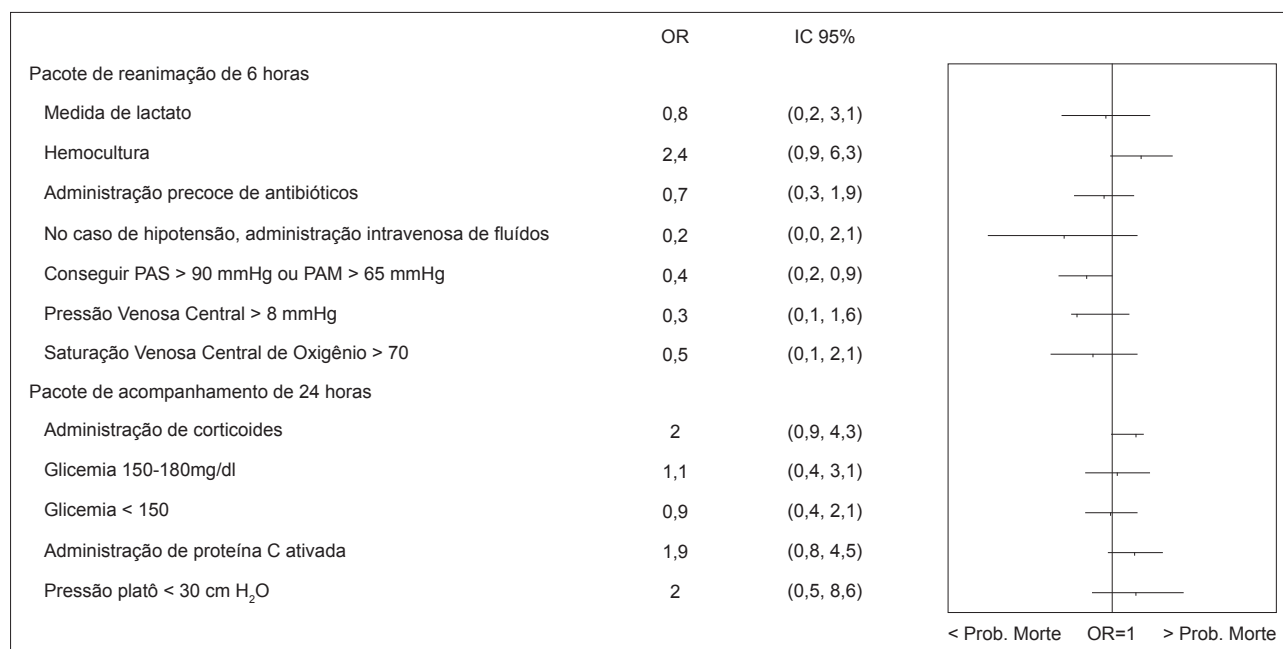 OR IC 95%
Pacote de reanimação de 6 horas
Medida de lactato 0,8 (0,2, 3,1)
Hemocultura 2,4 (0,9, 6,3)
Administração precoce de antibióticos 0,7 (0,3, 1,9)
No caso de hipotensão, administração intravenosa de fluídos 0,2 (0,0, 2,1)
Conseguir PAS > 90 mmHg ou PAM > 65 mmHg 0,4 (0,2, 0,9)
Pressão Venosa Central > 8 mmHg 0,3 (0,1, 1,6)
Saturação Venosa Central de Oxigênio > 70 0,5 (0,1, 2,1)
Pacote de acompanhamento de 24 horas
Administração de corticoides 2 (0,9, 4,3)
Glicemia 150-180mg/dl 1,1 (0,4, 3,1)
Glicemia < 150 0,9 (0,4, 2,1)
Administração de proteína C ativada 1,9 (0,8, 4,5)
Pressão platô < 30 cm H₂O 2 (0,5, 8,6)
< Prob. Morte OR=1 > Prob. Morte